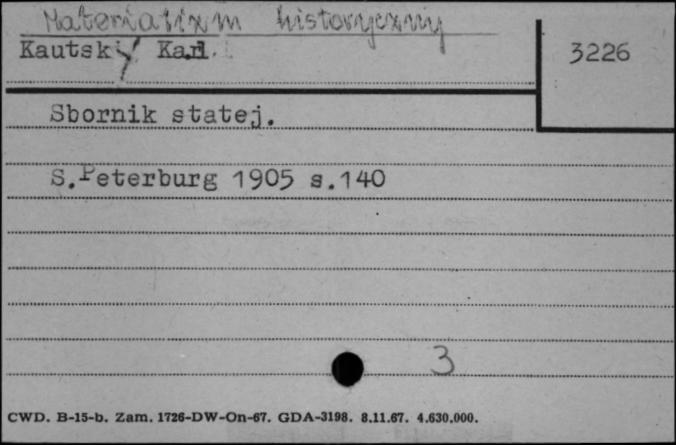 Materializm historyczny
Kautsky Karl.
3226
Sbornik statej.
S.Peterburg 1905 s.140
3
CWD. B-15-b. Zam. 1726-DW-On-67. GDA-3198. 8.11.67. 4.630.000.